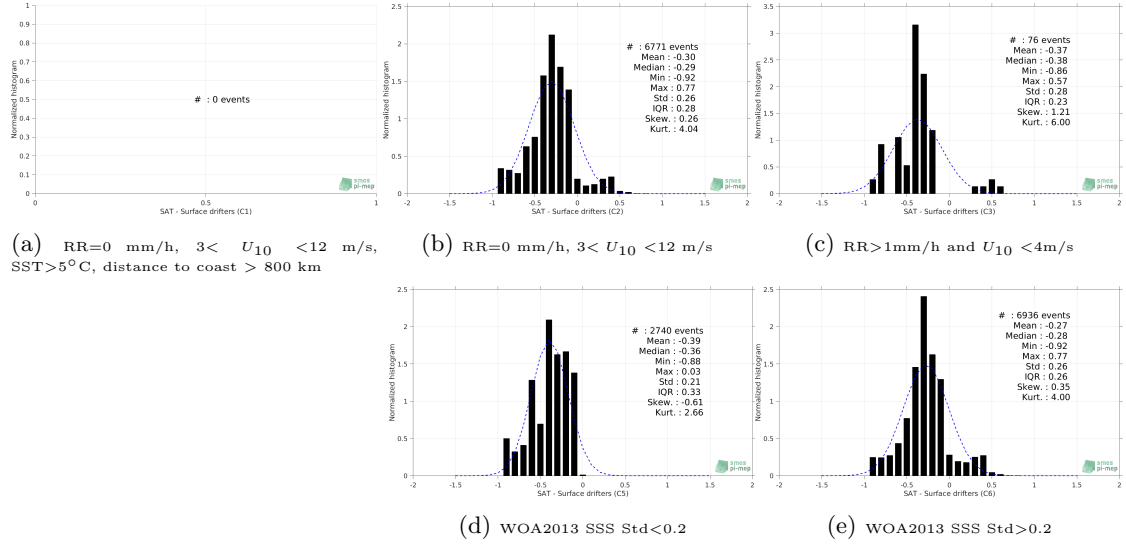 1
0.9
0.8
0.7
0.6
0.5
0.4
0.3
0.2
0.1
0
Normalized histogram
# : 0 events
0
0.5
1
SAT - Surface drifters (C1)
smos
pi-mep
(a) RR=0 mm/h, 3< U10 <12 m/s,
SST>5°C, distance to coast > 800 km
2.5
2
1.5
1
0.5
0
Normalized histogram
# : 6771 events
Mean : -0.30
Median : -0.29
Min : -0.92
Max : 0.77
Std : 0.26
IQR : 0.28
Skew. : 0.26
Kurt. : 4.04
-2 -1.5 -1 -0.5 0 0.5 1 1.5 2
SAT - Surface drifters (C2)
smos
pi-mep
(b) RR=0 mm/h, 3< U10 <12 m/s
3.5
3
2.5
2
1.5
1
0.5
0
Normalized histogram
# : 76 events
Mean : -0.37
Median : -0.38
Min : -0.86
Max : 0.57
Std : 0.28
IQR : 0.23
Skew. : 1.21
Kurt. : 6.00
-2 -1.5 -1 -0.5 0 0.5 1 1.5 2
SAT - Surface drifters (C3)
smos
pi-mep
(c) RR>1mm/h and U10 <4m/s
2.5
2
1.5
1
0.5
0
Normalized histogram
# : 2740 events
Mean : -0.39
Median : -0.36
Min : -0.88
Max : 0.03
Std : 0.21
IQR : 0.33
Skew. : -0.61
Kurt. : 2.66
-2 -1.5 -1 -0.5 0 0.5 1 1.5 2
SAT - Surface drifters (C5)
smos
pi-mep
(d) WOA2013 SSS Std<0.2
2.5
2
1.5
1
0.5
0
Normalized histogram
# : 6936 events
Mean : -0.27
Median : -0.28
Min : -0.92
Max : 0.77
Std : 0.26
IQR : 0.26
Skew. : 0.35
Kurt. : 4.00
-2 -1.5 -1 -0.5 0 0.5 1 1.5 2
SAT - Surface drifters (C6)
smos
pi-mep
(e) WOA2013 SSS Std>0.2